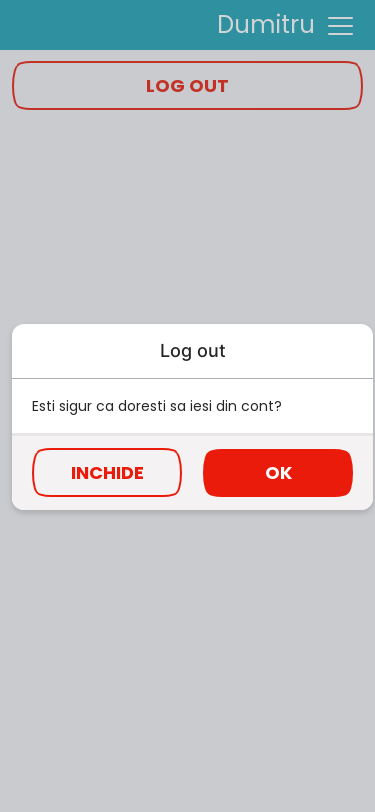 Dumitru
LOG OUT
Log out
Esti sigur ca doresti sa iesi din cont?
INCHIDE
OK